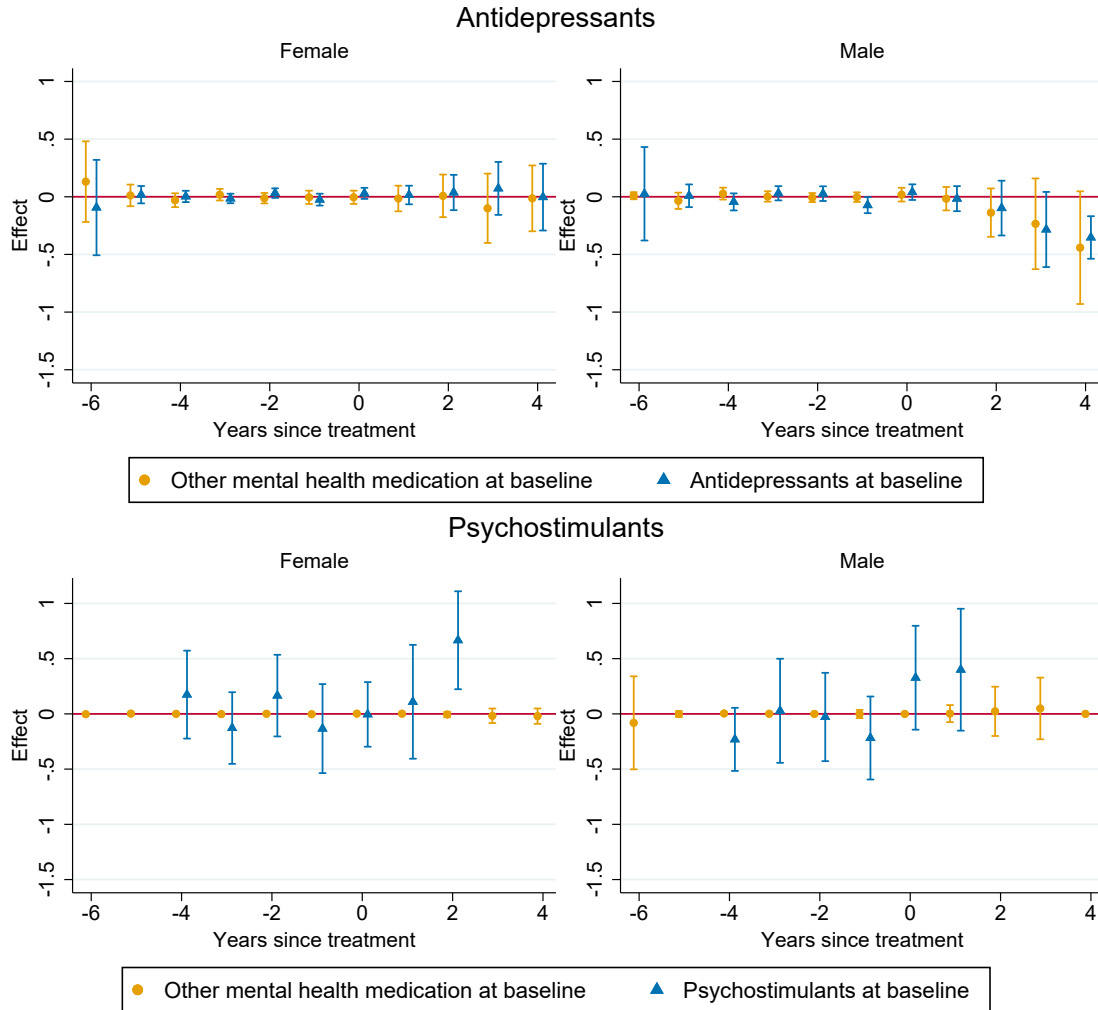 Antidepressants
Female
Male
Effect
1
.5
0
-.5
-1
-1.5
-6 -4 -2 0 2 4
Years since treatment
Effect
1
.5
0
-.5
-1
-1.5
-6 -4 -2 0 2 4
Years since treatment
Other mental health medication at baseline
Antidepressants at baseline
Psychostimulants
Female
Male
Effect
1
.5
0
-.5
-1
-1.5
-6 -4 -2 0 2 4
Years since treatment
Effect
1
.5
0
-.5
-1
-1.5
-6 -4 -2 0 2 4
Years since treatment
Other mental health medication at baseline
Psychostimulants at baseline